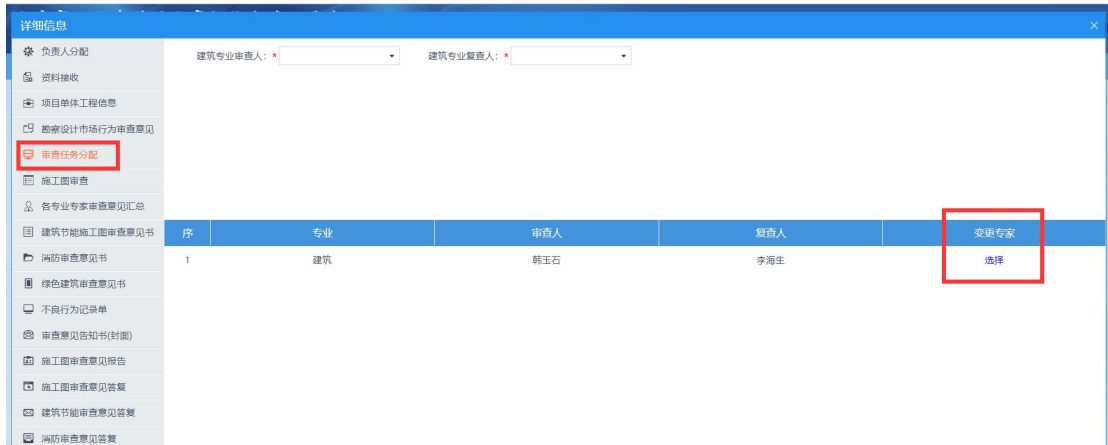 详细信息
负责人分配
建筑专业审查人：*
建筑专业复查人：*
资料接收
项目单体工程信息
勘察设计市场行为审查意见
审查任务分配
施工图审查
各专业专家审查意见汇总
建筑节能施工图审查意见书
序 专业 审查人 复查人 变更专家
消防审查意见书
1 建筑 韩玉石 李海生 选择
绿色建筑审查意见书
不良行为记录单
审查意见告知书(封面)
施工图审查意见报告
施工图审查意见答复
建筑节能审查意见答复
消防审查意见答复